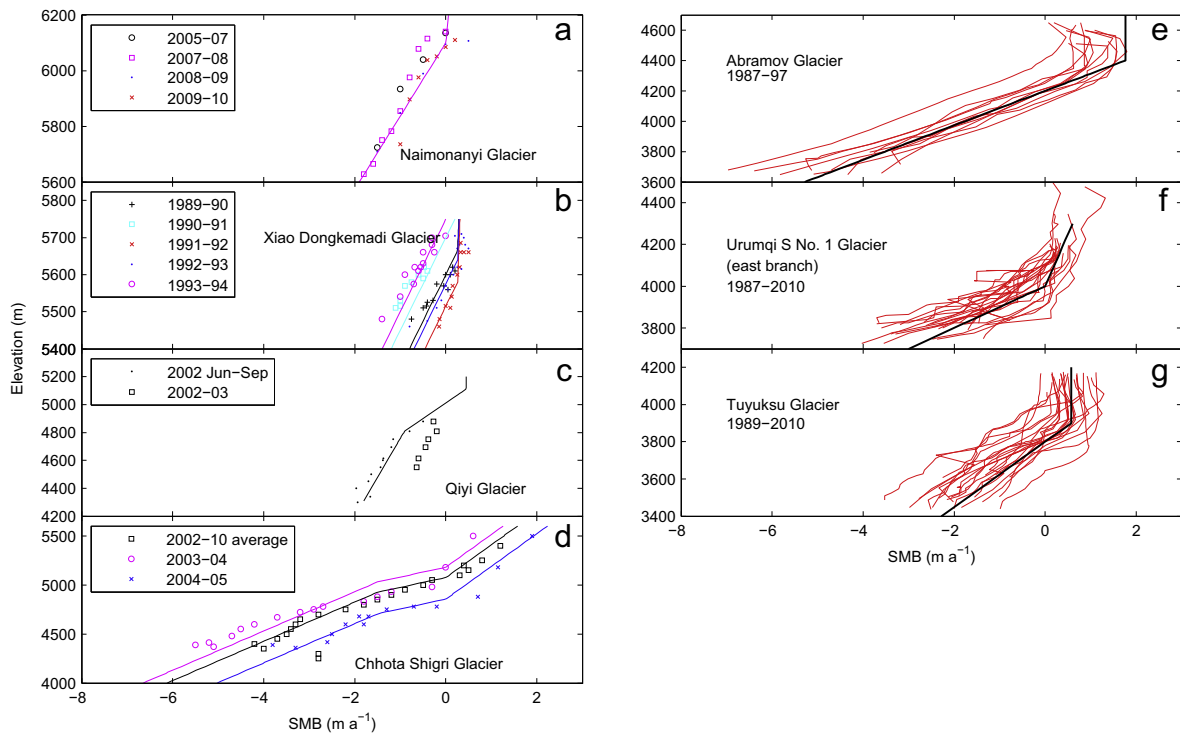 a
6200
6000
5800
5600
2005−07
2007−08
2008−09
2009−10
Naimonanyi Glacier
b
5800
5700
5600
5500
5400
1989−90
1990−91
1991−92
1992−93
1993−94
Xiao Dongkemadi Glacier
c
5200
5000
4800
4600
4400
4200
2002 Jun−Sep
2002−03
Qiyi Glacier
d
5500
5000
4500
4000
2002−10 average
2003−04
2004−05
Chhota Shigri Glacier
−8 −6 −4 −2 0 2
SMB (m a⁻¹)
Elevation (m)
e
4600
4400
4200
4000
3800
3600
Abramov Glacier
1987−97
f
4400
4200
4000
3800
Urumqi S No. 1 Glacier
(east branch)
1987−2010
g
4200
4000
3800
3600
3400
Tuyuksu Glacier
1989−2010
−8 −6 −4 −2 0 2
SMB (m a⁻¹)